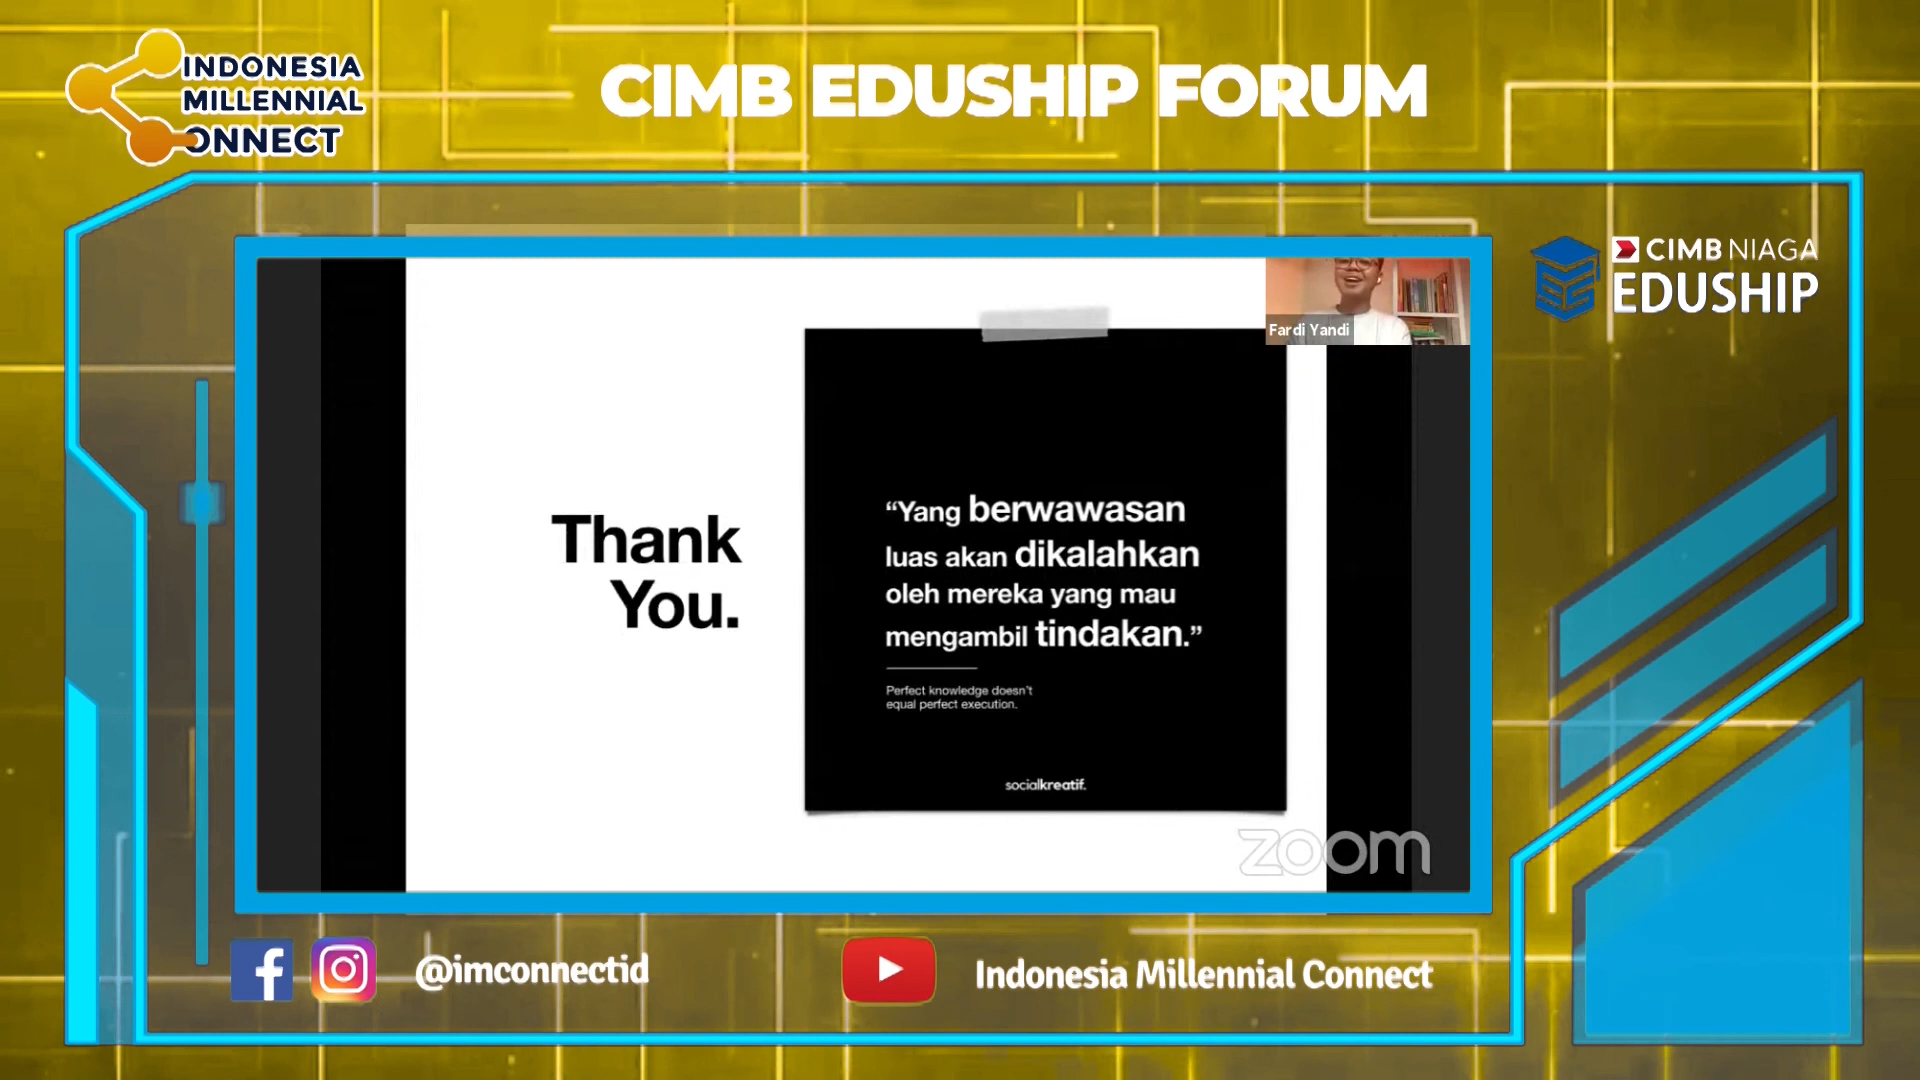 INDONESIA
MILLENNIAL
ONNECT
CIMB EDUSHIP FORUM
CIMB NIAGA
EDUSHIP
Fardi Yandi
Thank
You.
“Yang berwawasan
luas akan dikalahkan
oleh mereka yang mau
mengambil tindakan.”
Perfect knowledge doesn't
equal perfect execution.
socialkreatif.
zoom
@imconnectid
Indonesia Millennial Connect